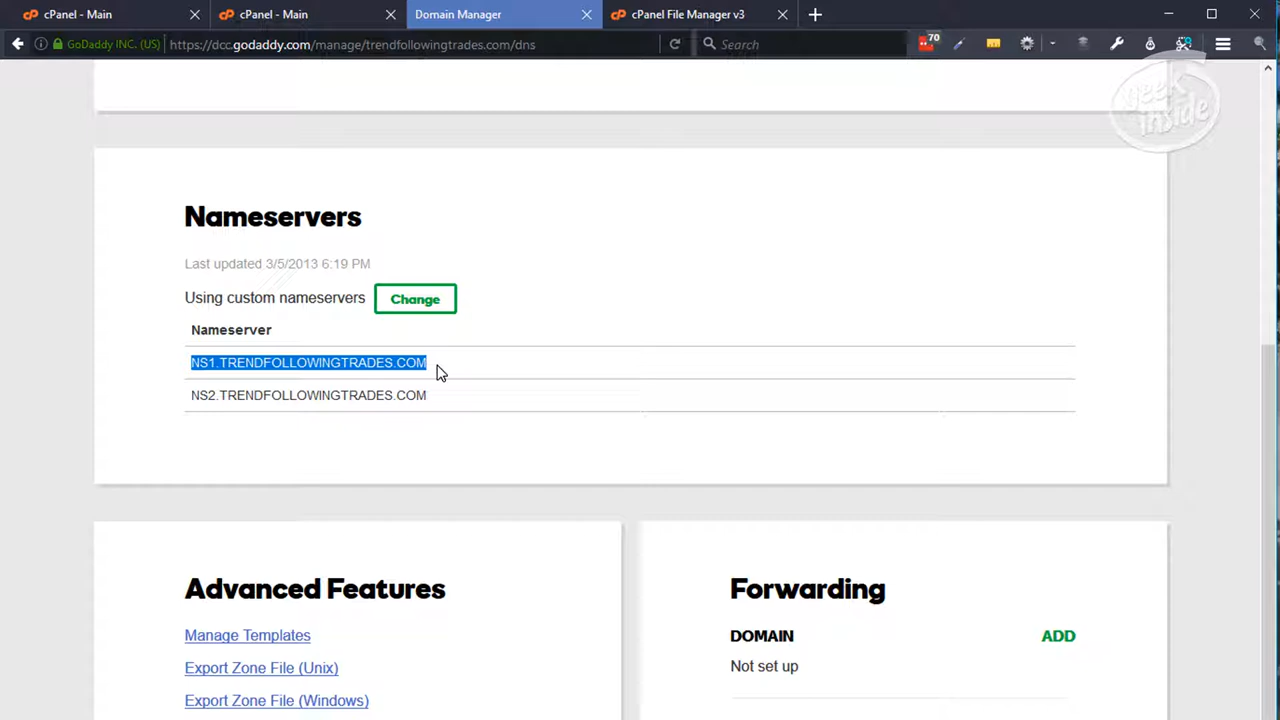 cPanel - Main
cPanel - Main
Domain Manager
cPanel File Manager v3
GoDaddy INC. (US)
https://dcc.godaddy.com/manage/trendfollowingtrades.com/dns
Search
70
geek
inside
Nameservers
Last updated 3/5/2013 6:19 PM
Using custom nameservers
Change
Nameserver
NS1.TRENDFOLLOWINGTRADES.COM
NS2.TRENDFOLLOWINGTRADES.COM
Advanced Features
Manage Templates
Export Zone File (Unix)
Export Zone File (Windows)
Forwarding
DOMAIN
ADD
Not set up